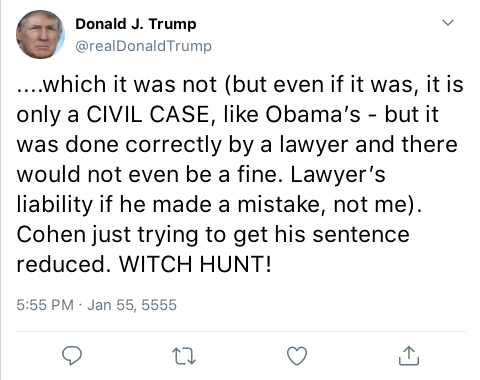 Donald J. Trump
@realDonaldTrump
....which it was not (but even if it was, it is
only a CIVIL CASE, like Obama's - but it
was done correctly by a lawyer and there
would not even be a fine. Lawyer's
liability if he made a mistake, not me).
Cohen just trying to get his sentence
reduced. WITCH HUNT!
5:55 PM · Jan 55, 5555